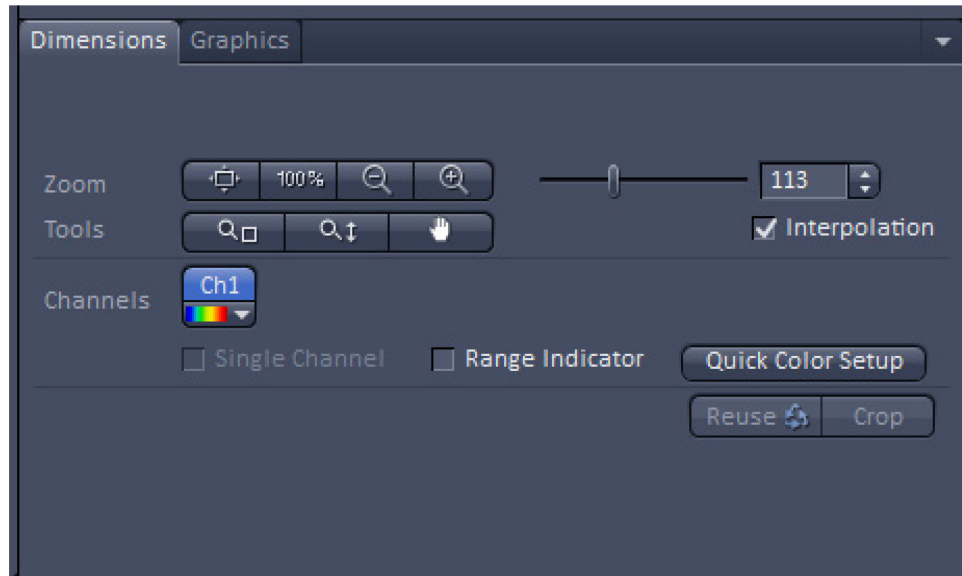 Dimensions Graphics
Zoom 100% 113
Tools Interpolation
Channels Ch1
Single Channel Range Indicator Quick Color Setup
Reuse Crop